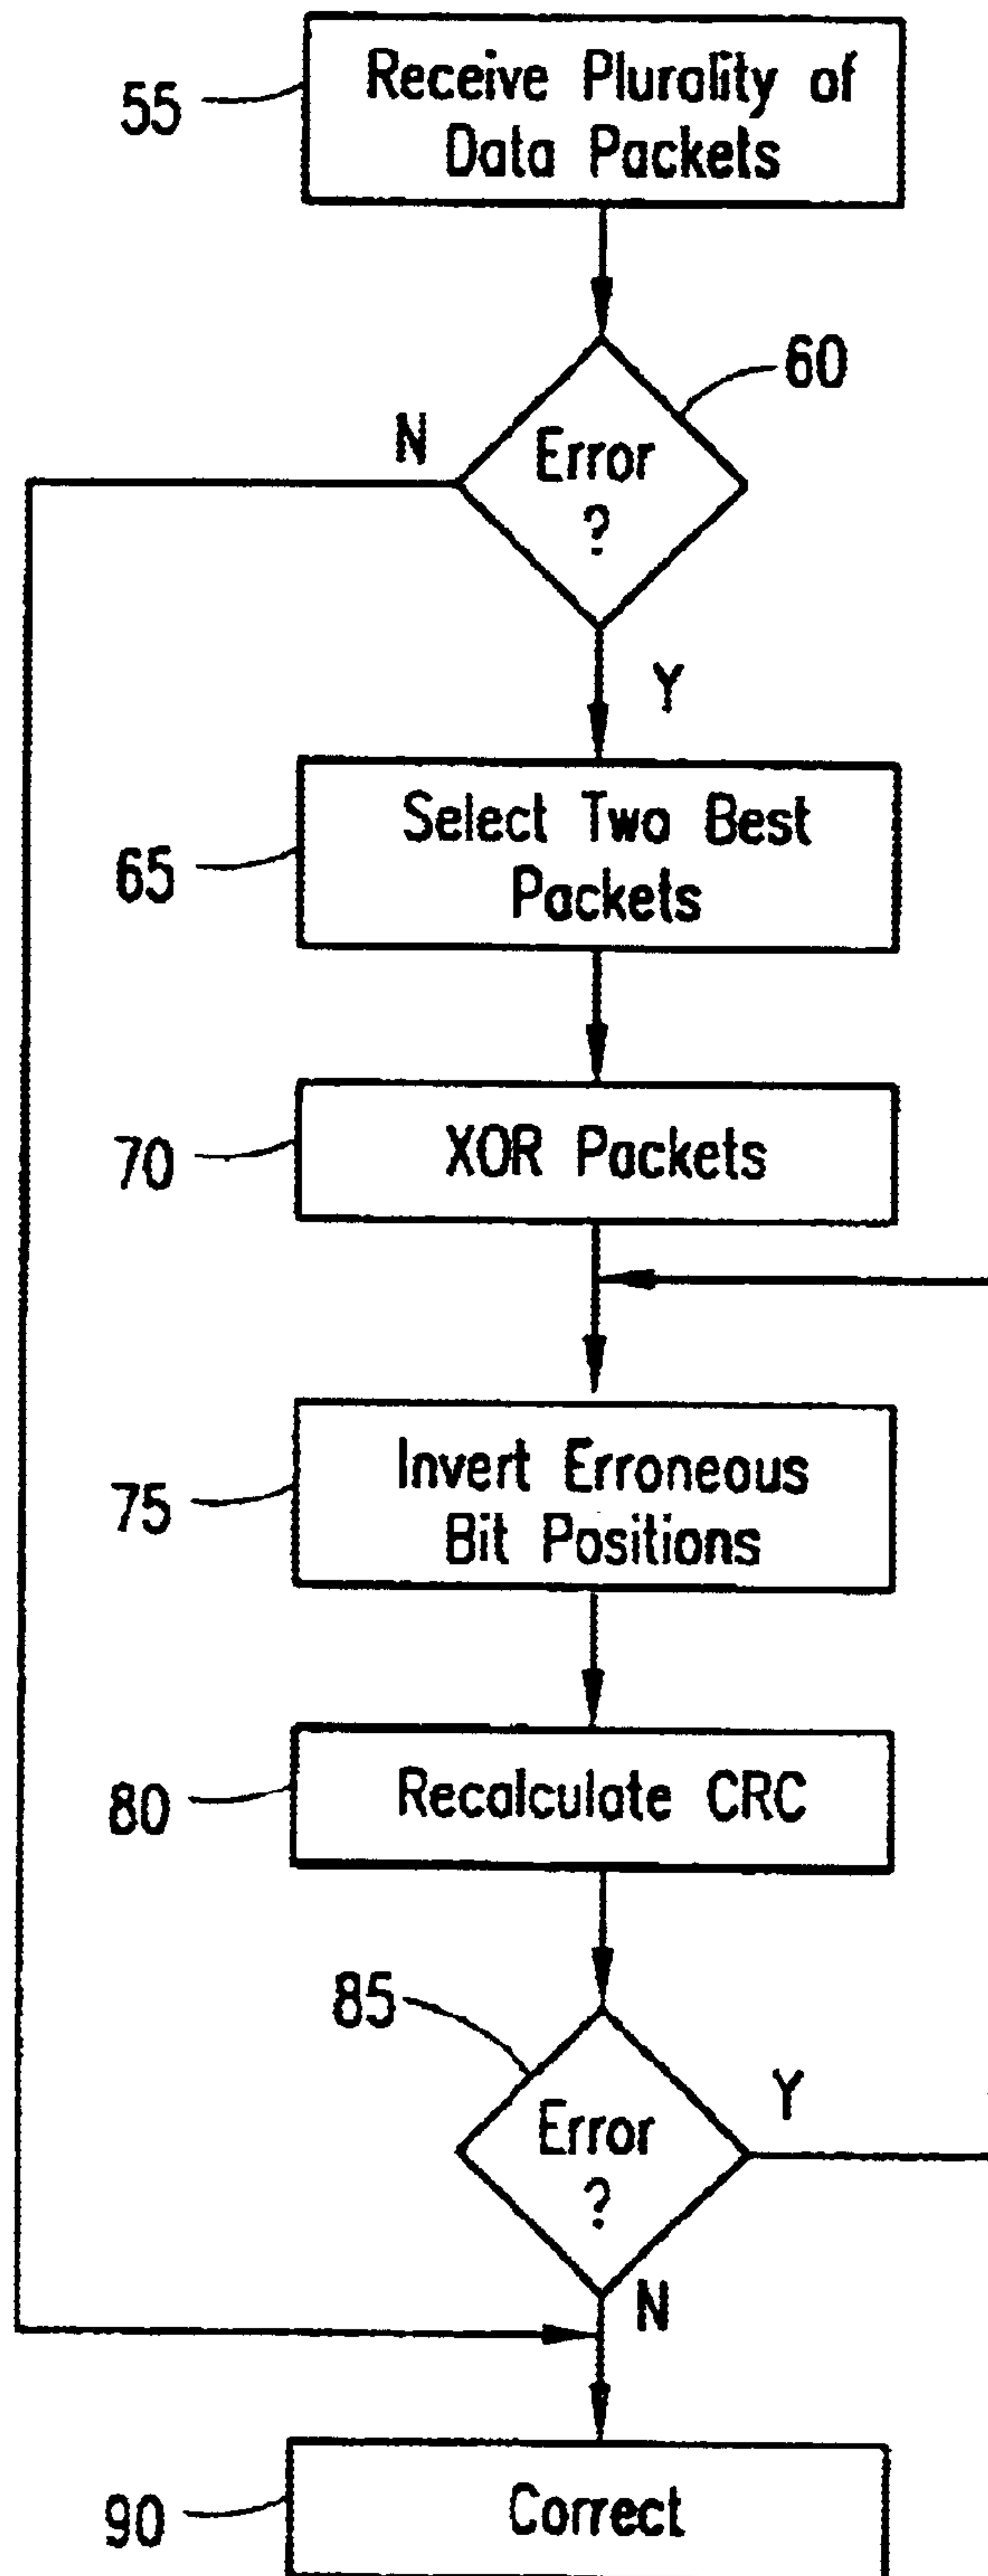 55
Receive Plurality of
Data Packets
60
N
Error
?
Y
65
Select Two Best
Packets
70
XOR Packets
75
Invert Erroneous
Bit Positions
80
Recalculate CRC
85
Error
?
Y
N
90
Correct